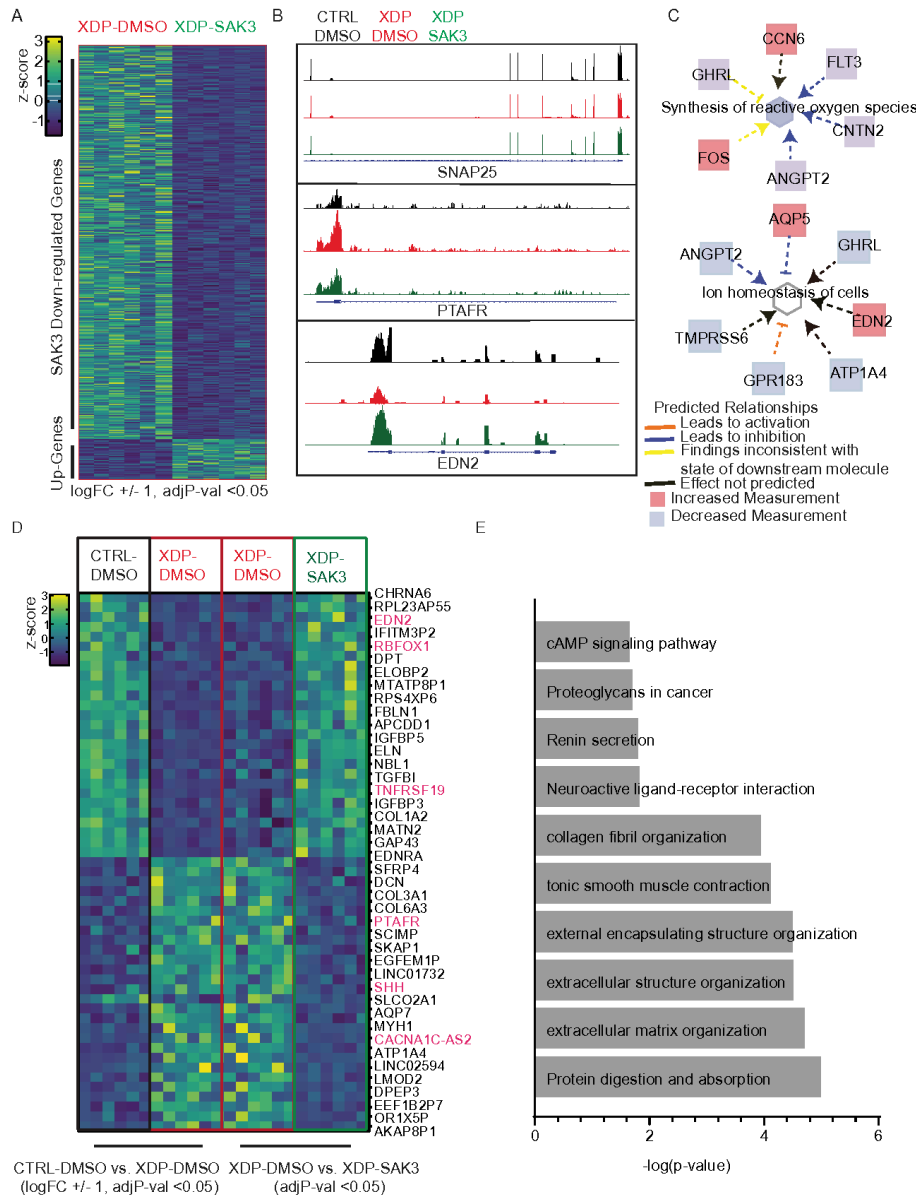 A
XDP-DMSO XDP-SAK3
3
2
1
0
-1
z-score
SAK3 Down-regulated Genes
Up-Genes
logFC +/- 1, adjP-val <0.05
B
CTRL XDP XDP
DMSO DMSO SAK3
SNAP25
PTAFR
EDN2
C
CCN6
GHRL
FLT3
Synthesis of reactive oxygen species
CNTN2
FOS
ANGPT2
AQP5
ANGPT2
GHRL
Ion homeostasis of cells
EDN2
TMPRSS6
GPR183
ATP1A4
Predicted Relationships
Leads to activation
Leads to inhibition
Findings inconsistent with
state of downstream molecule
Effect not predicted
Increased Measurement
Decreased Measurement
D
CTRL- XDP- XDP- XDP-
DMSO DMSO DMSO SAK3
3
2
1
0
-1
z-score
CHRNA6
RPL23AP55
EDN2
IFITM3P2
RBFOX1
DPT
ELOBP2
MTATP8P1
RPS4XP6
FBLN1
APCDD1
IGFBP5
ELN
NBL1
TGFBI
TNFRSF19
IGFBP3
COL1A2
MATN2
GAP43
EDNRA
SFRP4
DCN
COL3A1
COL6A3
PTAFR
SCIMP
SKAP1
EGFEM1P
LINC01732
SHH
SLCO2A1
AQP7
MYH1
CACNA1C-AS2
ATP1A4
LINC02594
LMOD2
DPEP3
EEF1B2P7
OR1X5P
AKAP8P1
CTRL-DMSO vs. XDP-DMSO XDP-DMSO vs. XDP-SAK3
(logFC +/- 1, adjP-val <0.05) (adjP-val <0.05)
E
cAMP signaling pathway
Proteoglycans in cancer
Renin secretion
Neuroactive ligand-receptor interaction
collagen fibril organization
tonic smooth muscle contraction
external encapsulating structure organization
extracellular structure organization
extracellular matrix organization
Protein digestion and absorption
0 2 4 6
-log(p-value)